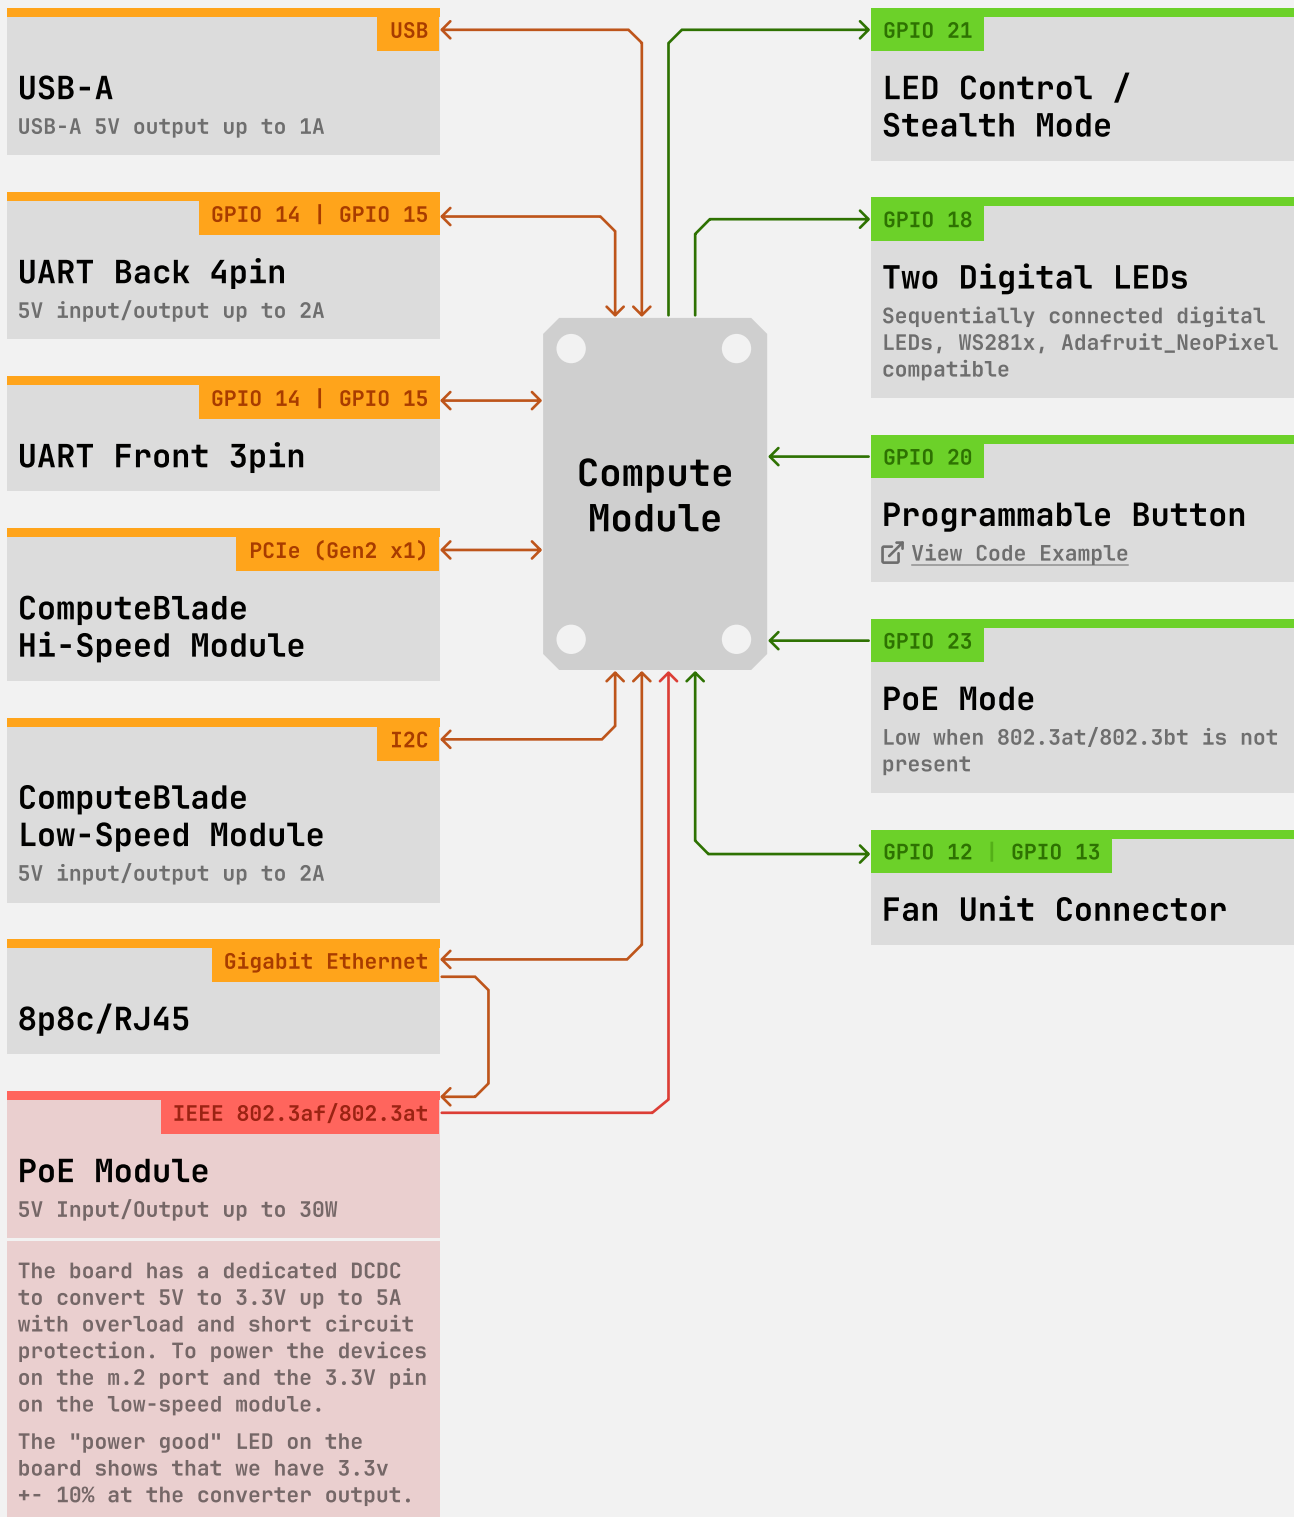 USB
USB-A
USB-A 5V output up to 1A
GPIO 14 | GPIO 15
UART Back 4pin
5V input/output up to 2A
GPIO 14 | GPIO 15
UART Front 3pin
PCIe (Gen2 x1)
ComputeBlade
Hi-Speed Module
I2C
ComputeBlade
Low-Speed Module
5V input/output up to 2A
Gigabit Ethernet
8p8c/RJ45
IEEE 802.3af/802.3at
PoE Module
5V Input/Output up to 30W
The board has a dedicated DCDC
to convert 5V to 3.3V up to 5A
with overload and short circuit
protection. To power the devices
on the m.2 port and the 3.3V pin
on the low-speed module.
The "power good" LED on the
board shows that we have 3.3v
+- 10% at the converter output.
Compute
Module
GPIO 21
LED Control /
Stealth Mode
GPIO 18
Two Digital LEDs
Sequentially connected digital
LEDs, WS281x, Adafruit_NeoPixel
compatible
GPIO 20
Programmable Button
View Code Example
GPIO 23
PoE Mode
Low when 802.3at/802.3bt is not
present
GPIO 12 | GPIO 13
Fan Unit Connector